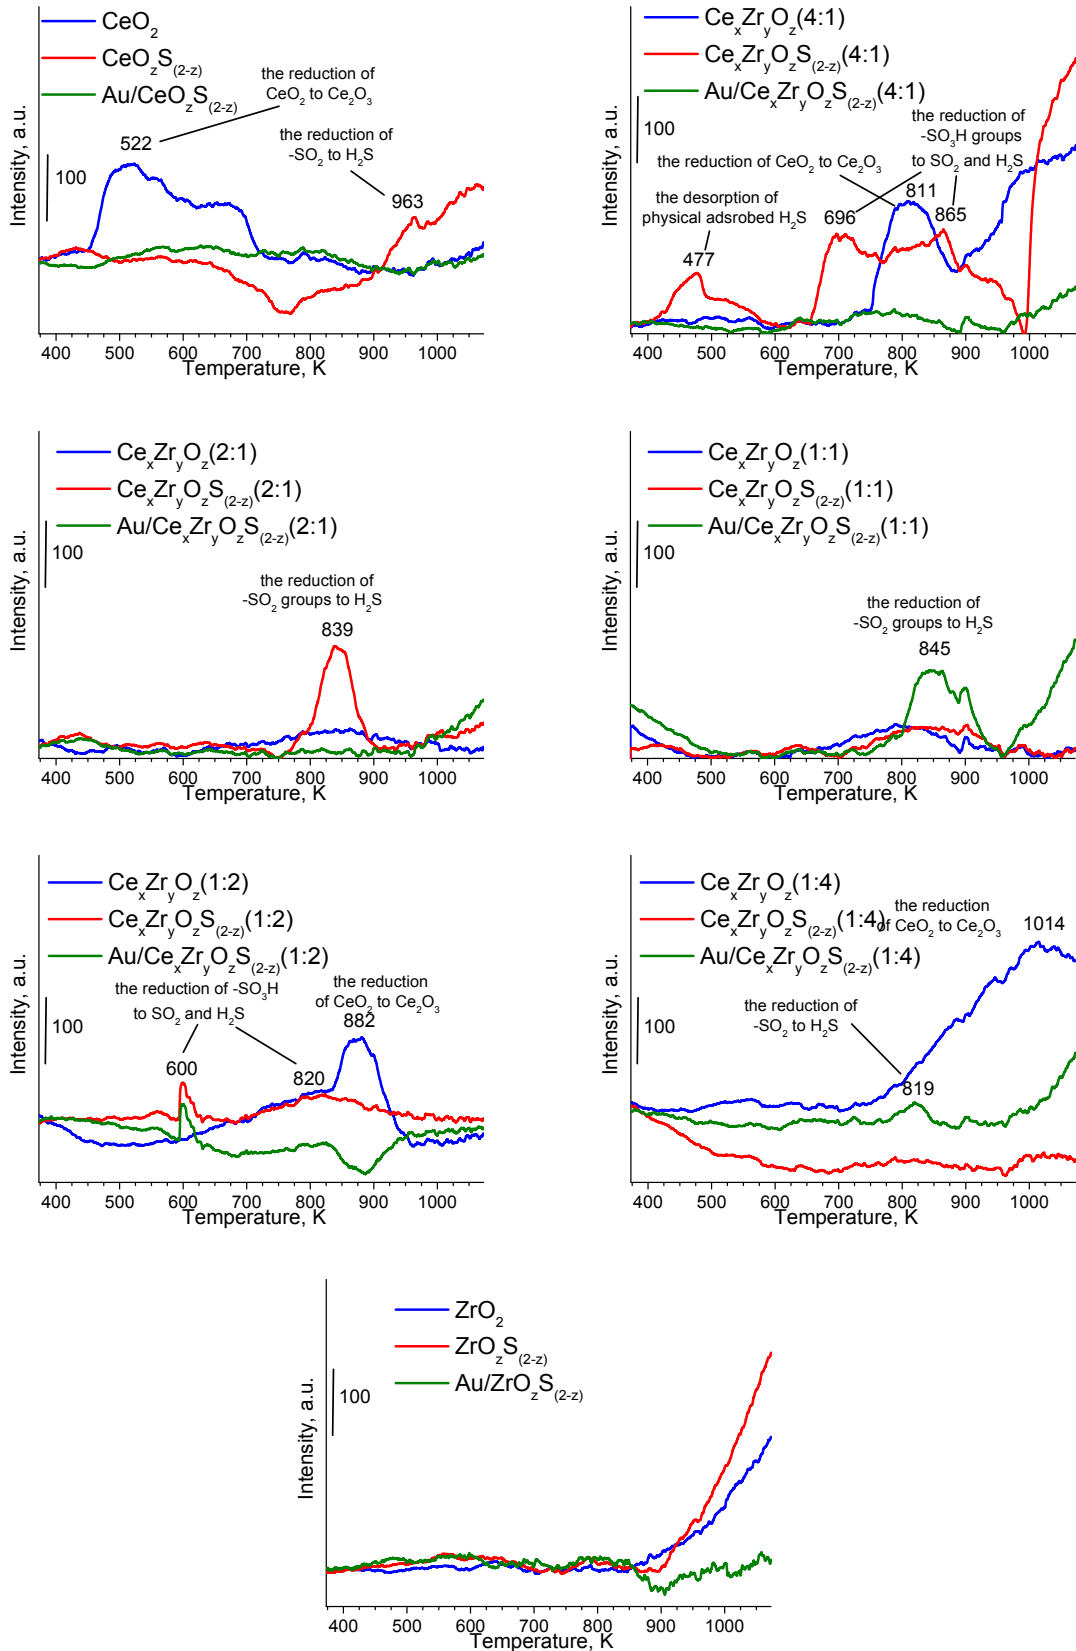 CeO2
CeOzS(2-z)
Au/CeOzS(2-z)
the reduction of
CeO2 to Ce2O3
522
the reduction of
-SO2 to H2S
963
100
Intensity, a.u.
400 500 600 700 800 900 1000
Temperature, K
CexZryOz(4:1)
CexZryOzS(2-z)(4:1)
Au/CexZryOzS(2-z)(4:1)
100
the reduction of
-SO3H groups
to SO2 and H2S
the reduction of CeO2 to Ce2O3
the desorption of
physical adsrobed H2S
477
696
811
865
Intensity, a.u.
400 500 600 700 800 900 1000
Temperature, K
CexZryOz(2:1)
CexZryOzS(2-z)(2:1)
Au/CexZryOzS(2-z)(2:1)
100
the reduction of
-SO2 groups to H2S
839
Intensity, a.u.
400 500 600 700 800 900 1000
Temperature, K
CexZryOz(1:1)
CexZryOzS(2-z)(1:1)
Au/CexZryOzS(2-z)(1:1)
100
the reduction of
-SO2 groups to H2S
845
Intensity, a.u.
400 500 600 700 800 900 1000
Temperature, K
CexZryOz(1:2)
CexZryOzS(2-z)(1:2)
Au/CexZryOzS(2-z)(1:2)
the reduction of -SO3H
to SO2 and H2S
the reduction
of CeO2 to Ce2O3
882
100
600
820
Intensity, a.u.
400 500 600 700 800 900 1000
Temperature, K
CexZryOz(1:4)
CexZryOzS(2-z)(1:4)
Au/CexZryOzS(2-z)(1:4)
the reduction
of CeO2 to Ce2O3
1014
100
the reduction of
-SO2 to H2S
819
Intensity, a.u.
400 500 600 700 800 900 1000
Temperature, K
ZrO2
ZrOzS(2-z)
Au/ZrOzS(2-z)
100
Intensity, a.u.
400 500 600 700 800 900 1000
Temperature, K